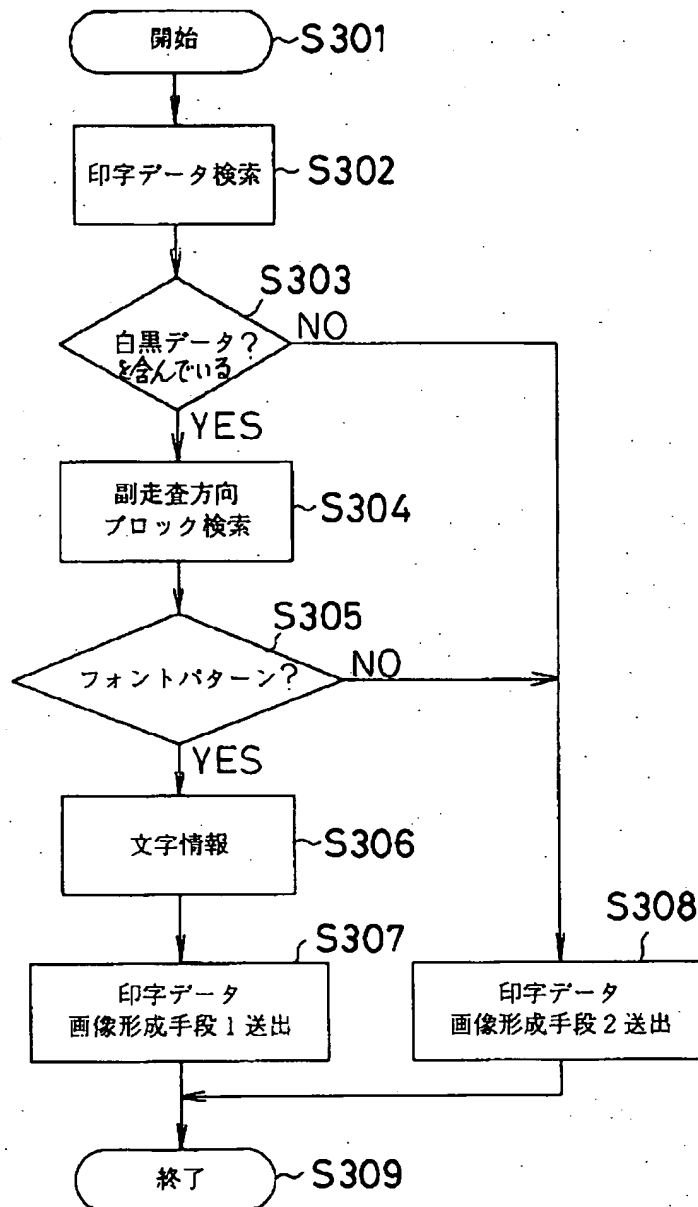 開始
S301
印字データ検索
S302
S303
白黒データ?
を含んでいる
NO
YES
副走査方向
ブロック検索
S304
S305
フォントパターン?
NO
YES
文字情報
S306
S307
印字データ
画像形成手段1送出
S308
印字データ
画像形成手段2送出
終了
S309